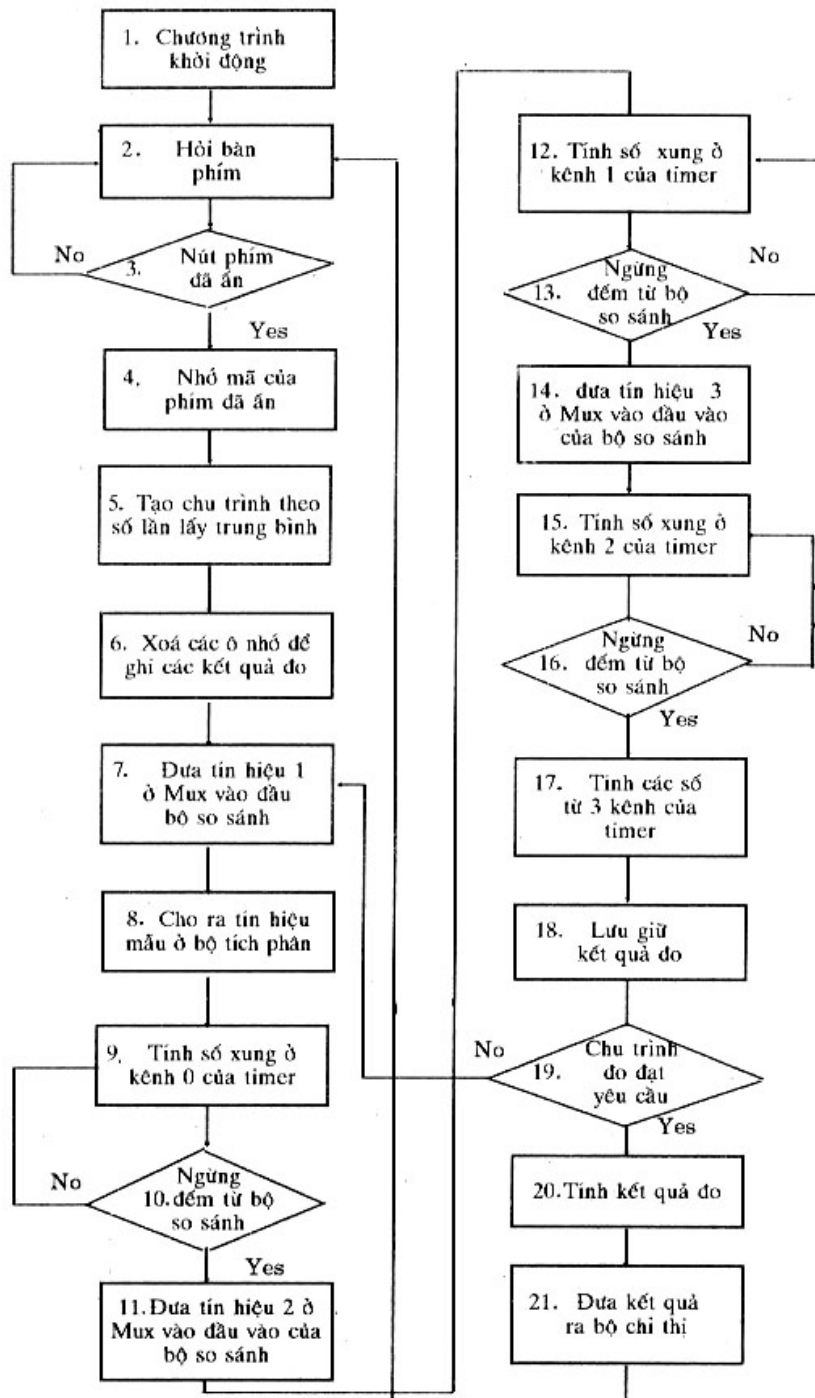 1. Chương trình
khởi động
2. Hỏi bàn
phím
No
3. Nút phím
đã ấn
Yes
4. Nhớ mã của
phím đã ấn
5. Tạo chu trình theo
số lần lấy trung bình
6. Xoá các ô nhớ để
ghi các kết quả đo
7. Đưa tín hiệu 1
ở Mux vào đầu
bộ so sánh
8. Cho ra tín hiệu
mẫu ở bộ tích phân
9. Tính số xung ở
kênh 0 của timer
No
Ngừng
10. đếm từ bộ
so sánh
Yes
11. Đưa tín hiệu 2 ở
Mux vào đầu vào của
bộ so sánh
12. Tính số xung ở
kênh 1 của timer
No
Ngừng
13. đếm từ bộ
so sánh
Yes
14. đưa tín hiệu 3
ở Mux vào đầu vào
của bộ so sánh
15. Tính số xung ở
kênh 2 của timer
No
Ngừng
16. đếm từ bộ
so sánh
Yes
17. Tính các số
từ 3 kênh của
timer
18. Lưu giữ
kết quả đo
No
Chu trình
19. đo đạt
yêu cầu
Yes
20. Tính kết quả đo
21. Đưa kết quả
ra bộ chỉ thị